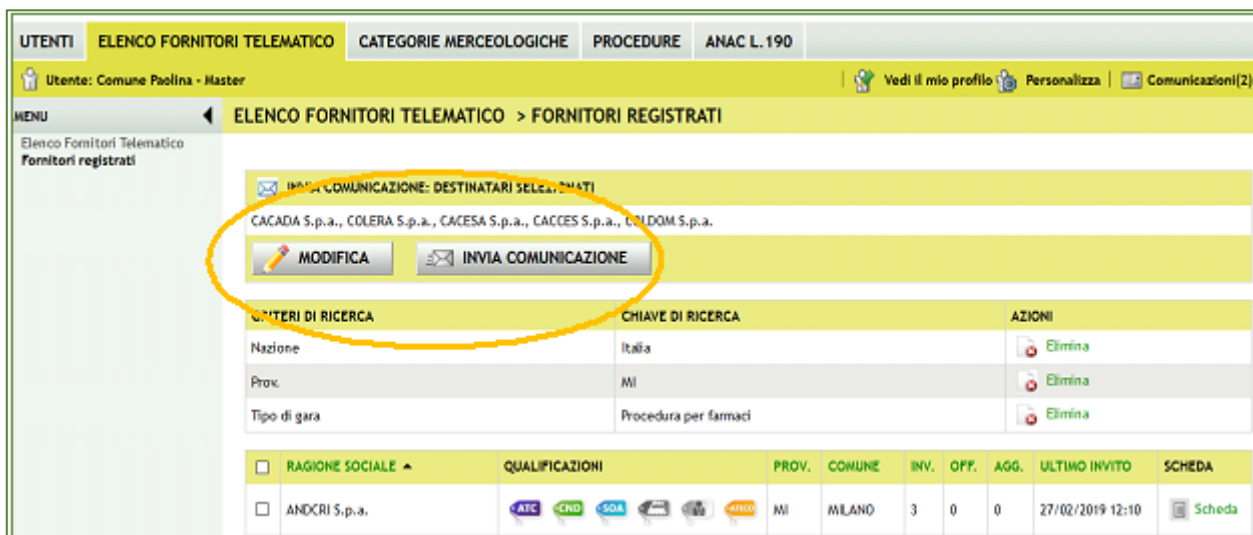 UTENTI ELENCO FORNITORI TELEMATICO CATEGORIE MERCEOLOGICHE PROCEDURE ANAC L.190
Utente: Comune Paolina - Master | Vedi il mio profilo Personalizza | Comunicazioni(2)
MENU ELENCO FORNITORI TELEMATICO > FORNITORI REGISTRATI
Elenco Fornitori Telematico
Fornitori registrati
INVIA COMUNICAZIONE: DESTINATARI SELEZIONATI
CACADA S.p.a., COLERA S.p.a., CACESA S.p.a., CACCES S.p.a., COLDOM S.p.a.
MODIFICA INVIA COMUNICAZIONE
CRITERI DI RICERCA CHIAVE DI RICERCA AZIONI
Nazione Italia Elimina
Prov. MI Elimina
Tipo di gara Procedura per farmaci Elimina
RAGIONE SOCIALE QUALIFICAZIONI PROV. COMUNE INV. OFF. AGG. ULTIMO INVITO SCHEDA
ANDCRI S.p.a. ATC CND SOA MI MILANO 3 0 0 27/02/2019 12:10 Scheda